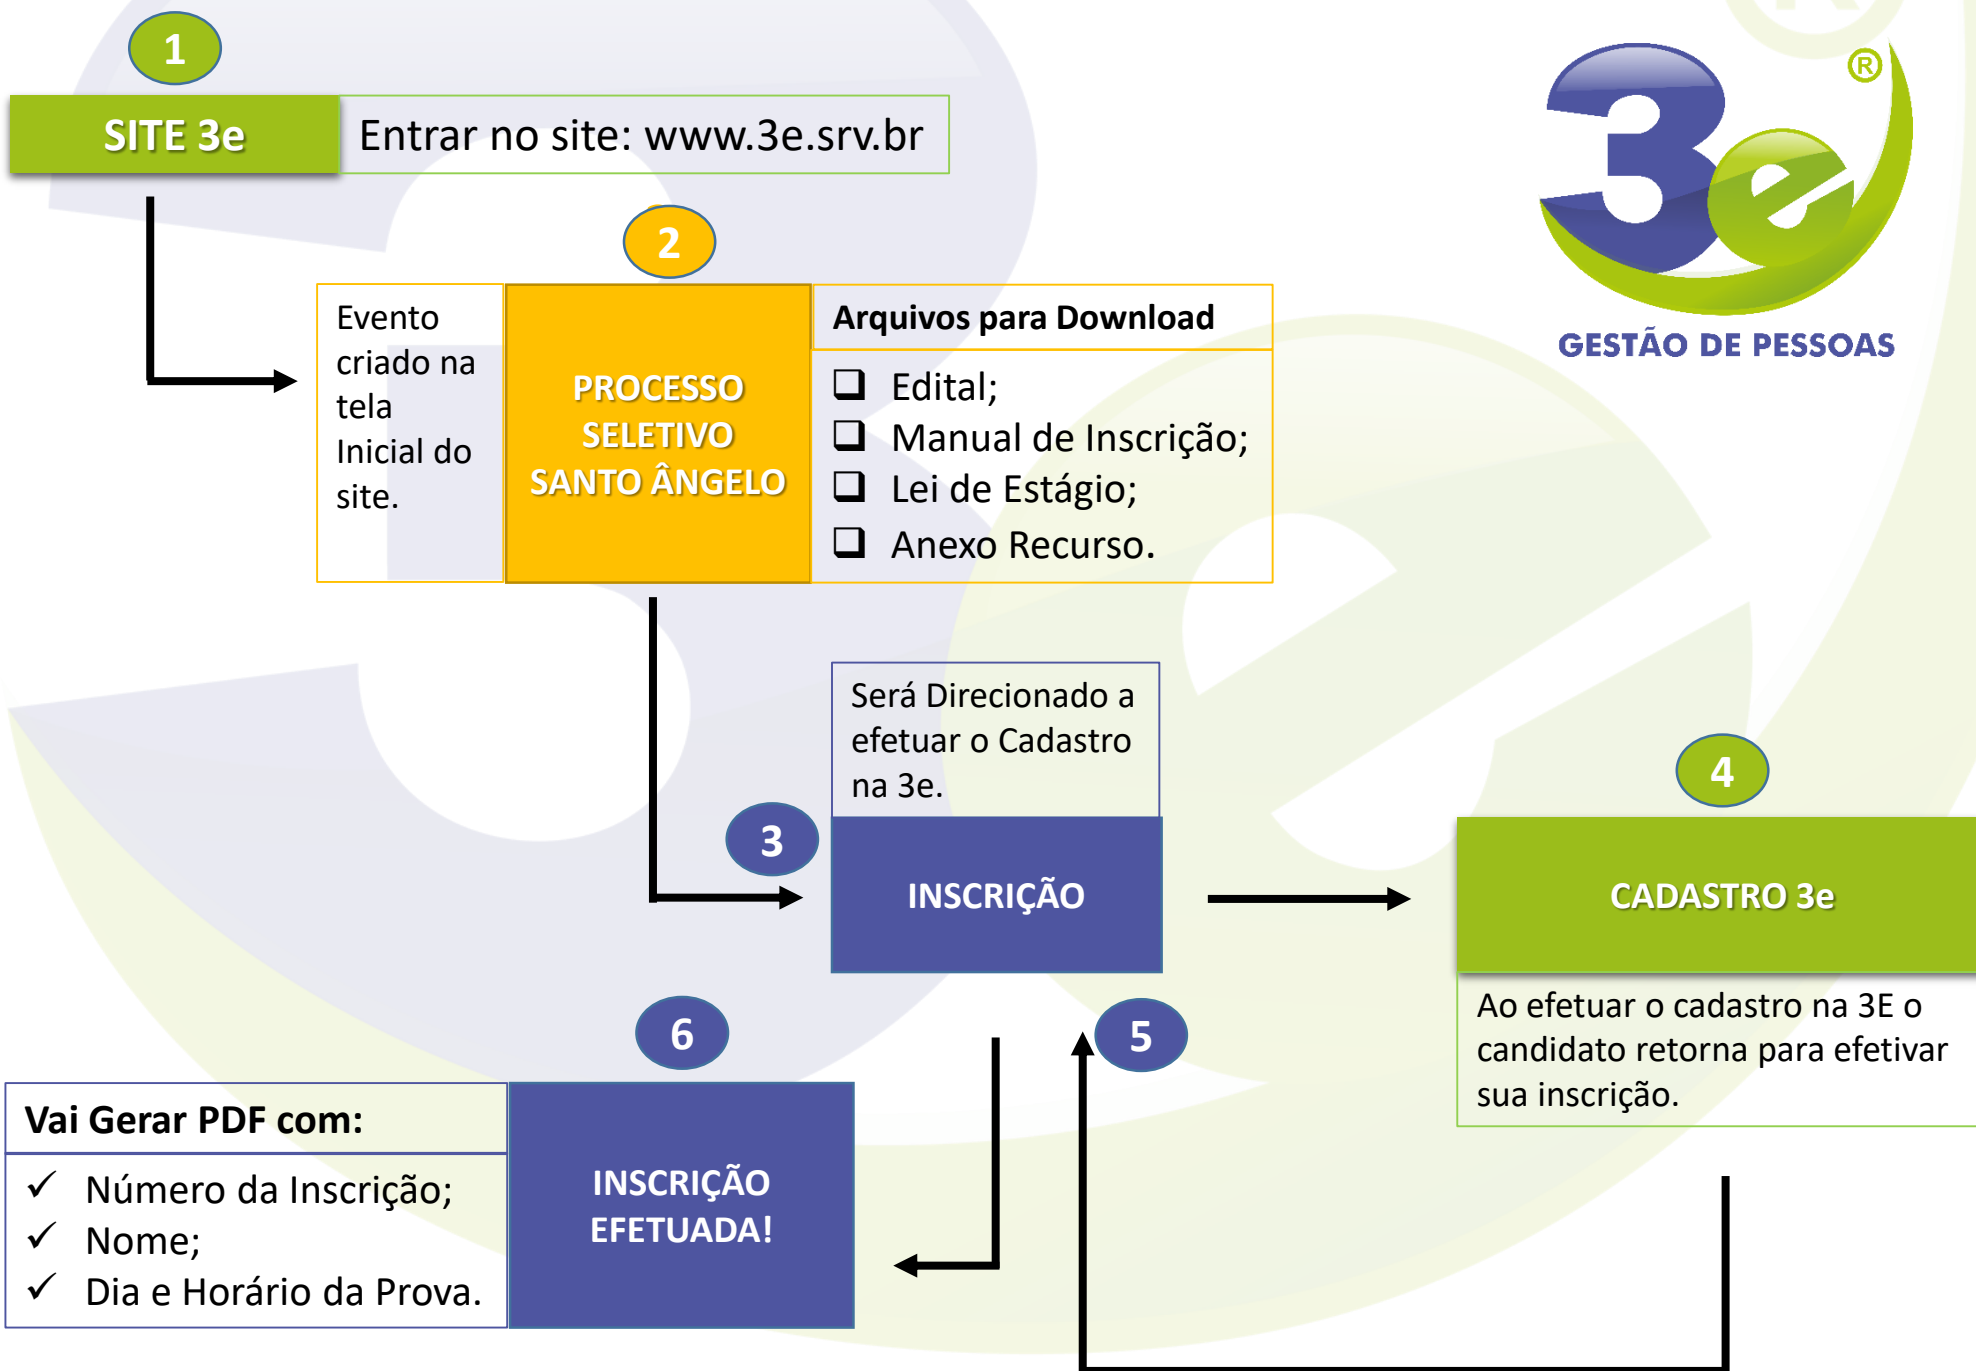 1
SITE 3e
Entrar no site: www.3e.srv.br
3e ®
GESTÃO DE PESSOAS
2
Evento
criado na
tela
Inicial do
site.
PROCESSO
SELETIVO
SANTO ÂNGELO
Arquivos para Download
❑ Edital;
❑ Manual de Inscrição;
❑ Lei de Estágio;
❑ Anexo Recurso.
Será Direcionado a
efetuar o Cadastro
na 3e.
3
INSCRIÇÃO
4
CADASTRO 3e
Ao efetuar o cadastro na 3E o
candidato retorna para efetivar
sua inscrição.
5
6
INSCRIÇÃO
EFETUADA!
Vai Gerar PDF com:
✓ Número da Inscrição;
✓ Nome;
✓ Dia e Horário da Prova.